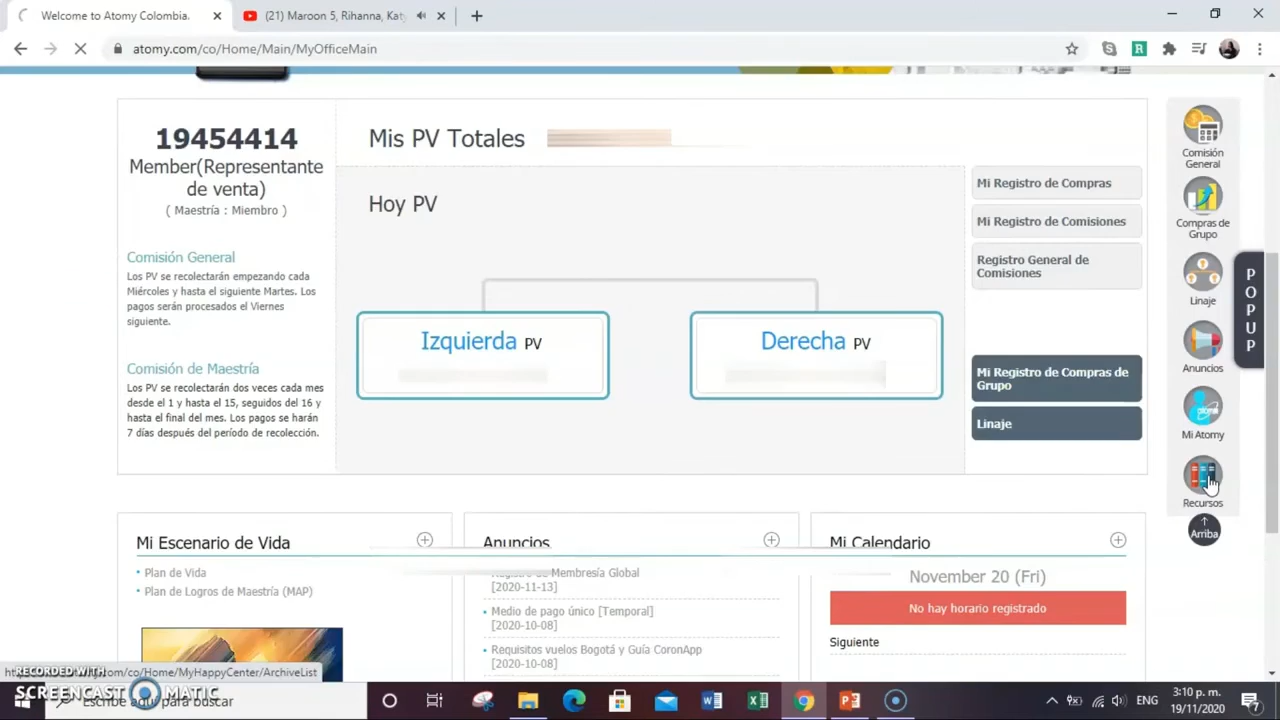 Welcome to Atomy Colombia.
(21) Maroon 5, Rihanna, Katy
atomy.com/co/Home/Main/MyOfficeMain
19454414
Member(Representante
de venta)
( Maestría : Miembro )
Comisión General
Los PV se recolectarán empezando cada
Miércoles y hasta el siguiente Martes. Los
pagos serán procesados el Viernes
siguiente.
Comisión de Maestría
Los PV se recolectarán dos veces cada mes
desde el 1 y hasta el 15, seguidos del 16 y
hasta el final del mes. Los pagos se harán
7 días después del período de recolección.
Mis PV Totales
Hoy PV
Izquierda PV
Derecha PV
Mi Registro de Compras
Mi Registro de Comisiones
Registro General de
Comisiones
Mi Registro de Compras de
Grupo
Linaje
Comisión
General
Compras de
Grupo
Linaje
Anuncios
Mi Atomy
Recursos
Arriba
POPUP
Mi Escenario de Vida
• Plan de Vida
• Plan de Logros de Maestría (MAP)
Anuncios
Registro de Membresía Global
[2020-11-13]
• Medio de pago único [Temporal]
[2020-10-08]
• Requisitos vuelos Bogotá y Guía CoronApp
[2020-10-08]
Mi Calendario
November 20 (Fri)
No hay horario registrado
Siguiente
.com/co/Home/MyHappyCenter/ArchiveList
RECORDED WITH
SCREENCAST MATIC
Escribe aquí para buscar
ENG
3:10 p. m.
19/11/2020
7